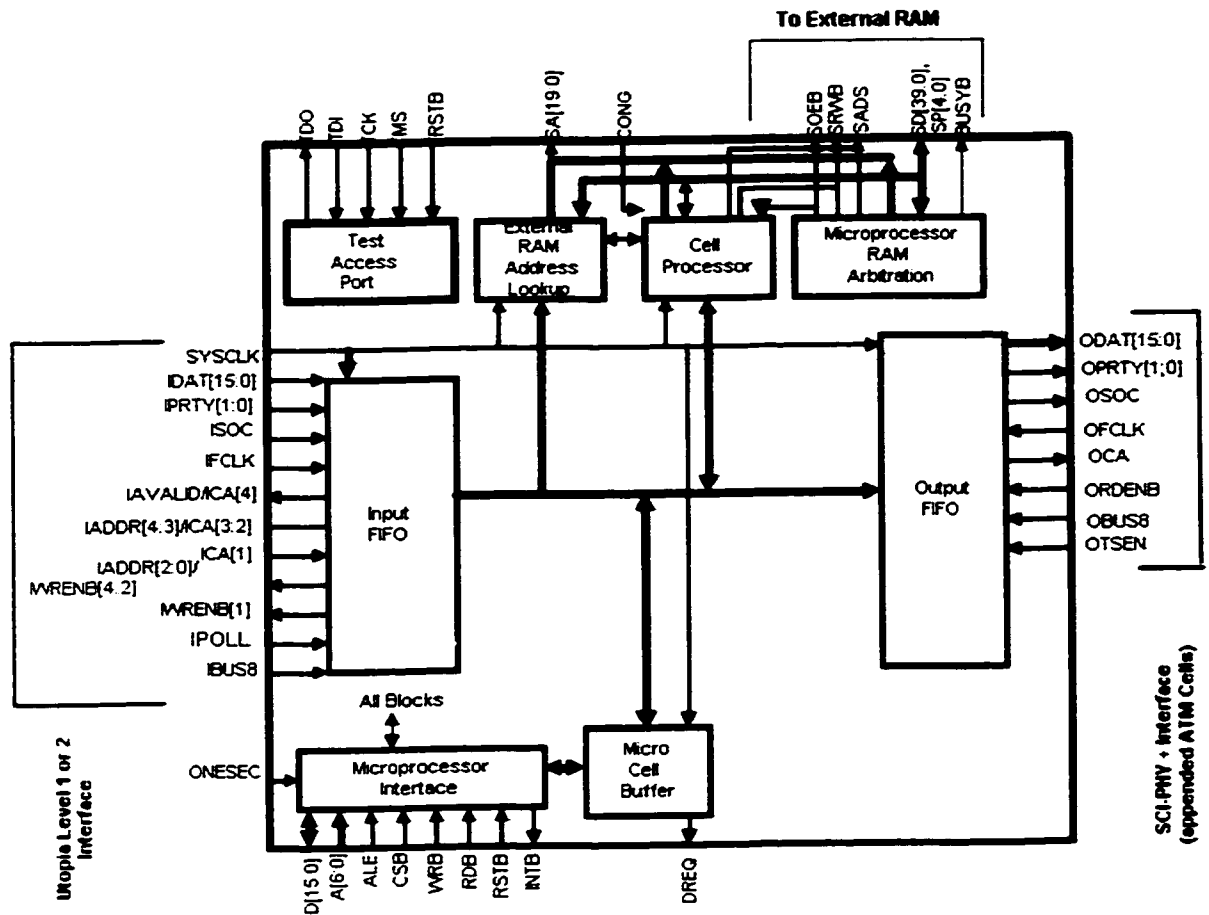 To External RAM
TDO
TDI
TCK
TMS
RSTB
SA[19:0]
CONG
SOEB
SRWB
SADS
SD[39:0],
SP[4:0]
BUSYB
Test
Access
Port
External
RAM
Address
Lookup
Cell
Processor
Microprocessor
RAM
Arbitration
SYSCLK
IDAT[15:0]
IPRTY[1:0]
ISOC
IFCLK
IAVALID/ICA[4]
IADDR[4:3]/ICA[3:2]
ICA[1]
IADDR[2:0]/
IWRENB[4:2]
IWRENB[1]
IPOLL
IBUS8
Input
FIFO
Output
FIFO
ODAT[15:0]
OPRTY[1;0]
OSOC
OFCLK
OCA
ORDENB
OBUS8
OTSEN
All Blocks
ONESEC
Microprocessor
Interface
Micro
Cell
Buffer
D[15:0]
A[6:0]
ALE
CSB
WRB
RDB
RSTB
INTB
DREQ
Utopia Level 1 or 2
Interface
SCI-PHY + Interface
(appended ATM Cells)